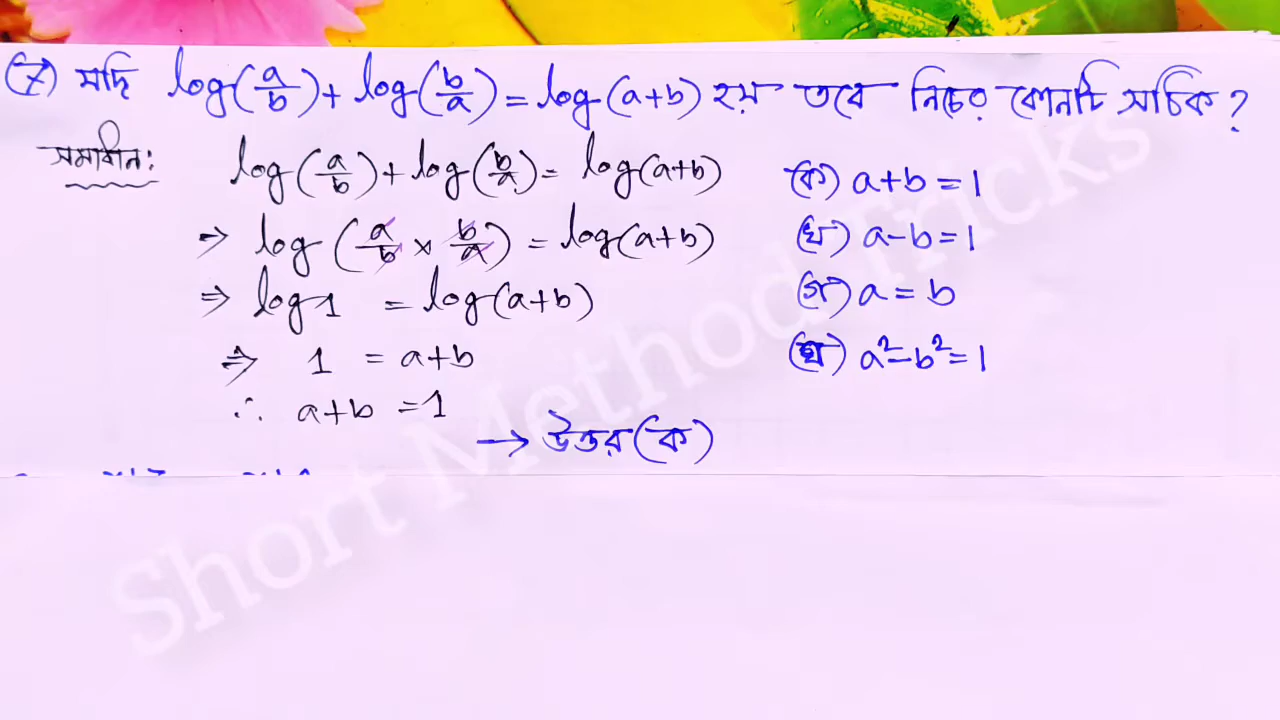 (7) যদি log(a/b) + log(b/a) = log(a+b) হয় তবে নিচের কোনটি সঠিক ?
সমাধান:
log(a/b) + log(b/a) = log(a+b)
⇒ log(a/b × b/a) = log(a+b)
⇒ log 1 = log(a+b)
⇒ 1 = a+b
∴ a+b = 1
→ উত্তর (ক)
(ক) a+b = 1
(খ) a-b = 1
(গ) a = b
(ঘ) a²-b² = 1
Short Method Tricks